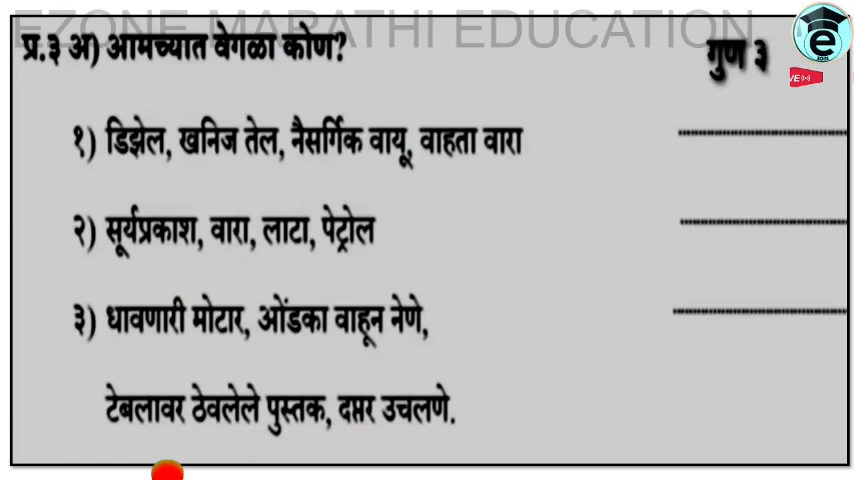 EZONE MARATHI EDUCATION
प्र.३ अ) आमच्यात वेगळा कोण?
गुण ३
१) डिझेल, खनिज तेल, नैसर्गिक वायू, वाहता वारा
२) सूर्यप्रकाश, वारा, लाटा, पेट्रोल
३) धावणारी मोटार, ओंडका वाहून नेणे,
टेबलावर ठेवलेले पुस्तक, दप्तर उचलणे.